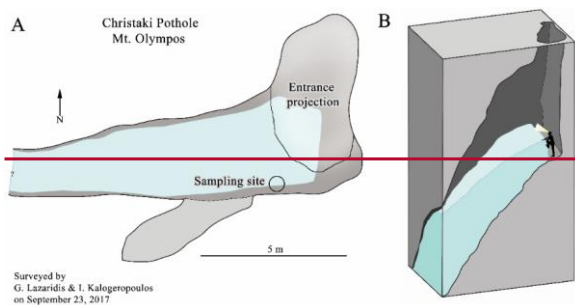 A
Christaki Pothole
Mt. Olympos
B
Entrance
projection
N
?
Sampling site
5 m
Surveyed by
G. Lazaridis & I. Kalogeropoulos
on September 23, 2017